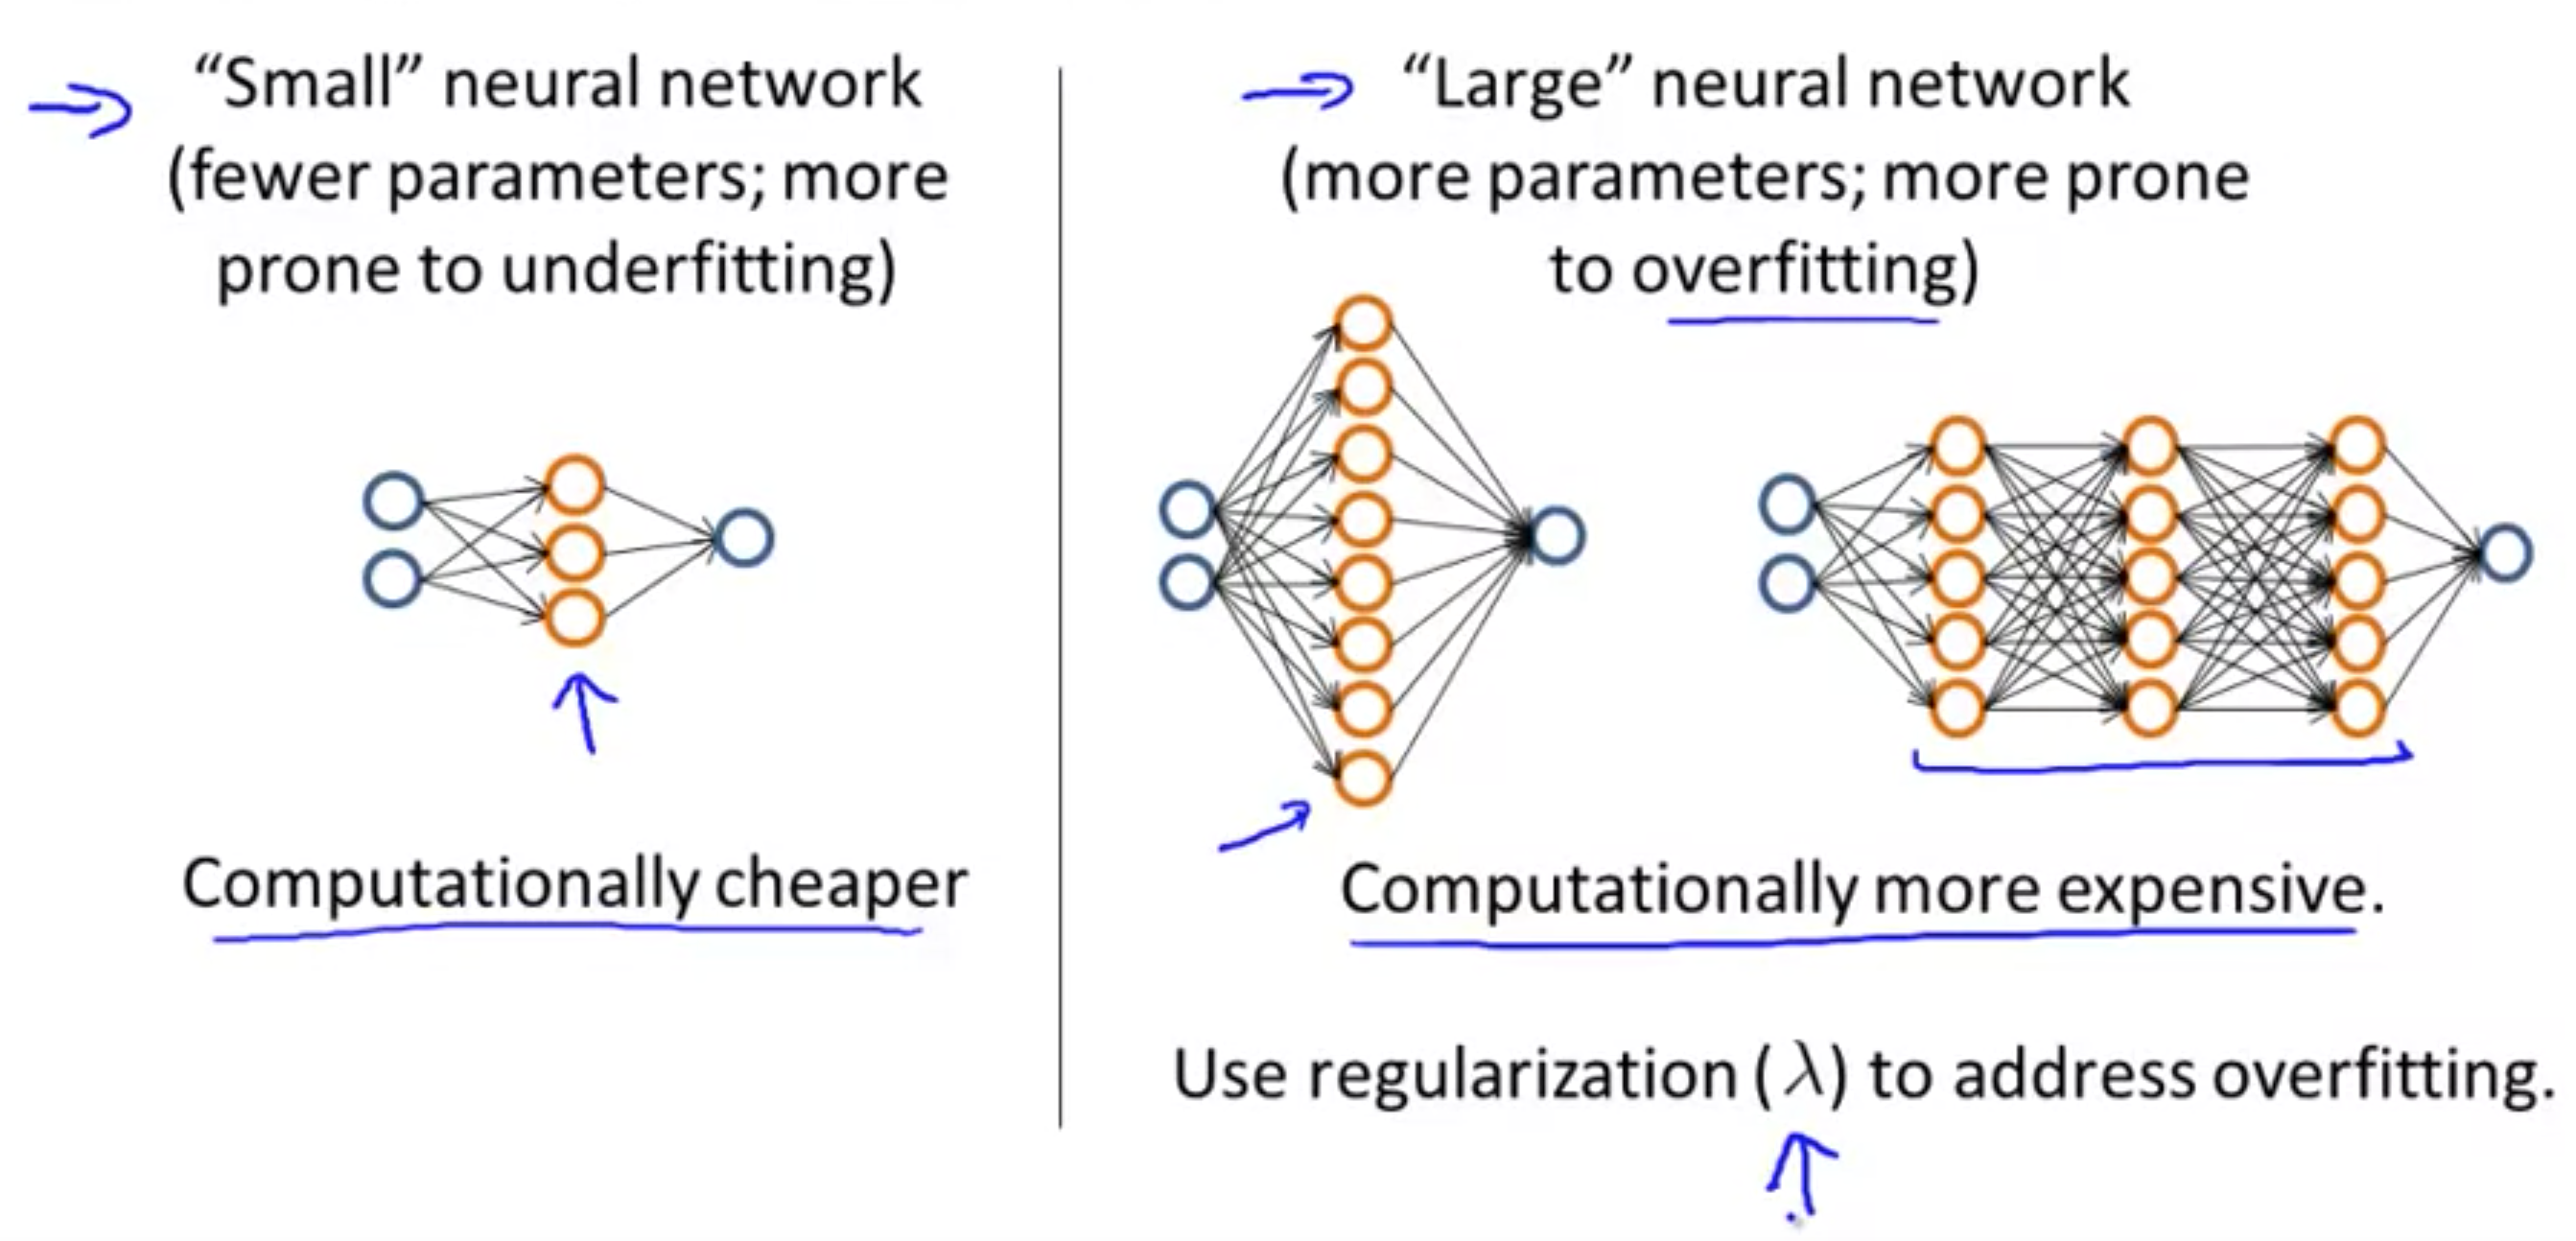 “Small” neural network
(fewer parameters; more
prone to underfitting)
Computationally cheaper
“Large” neural network
(more parameters; more prone
to overfitting)
Computationally more expensive.
Use regularization (λ) to address overfitting.